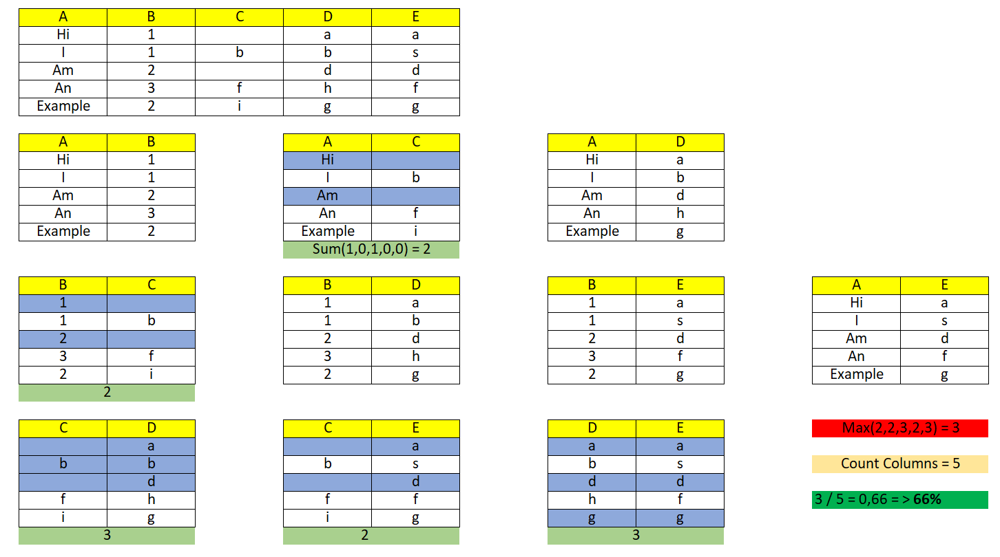 A B C D E
Hi 1 a a
I 1 b b s
Am 2 d d
An 3 f h f
Example 2 i g g
A B
Hi 1
I 1
Am 2
An 3
Example 2
A C
Hi
I b
Am
An f
Example i
Sum(1,0,1,0,0) = 2
A D
Hi a
I b
Am d
An h
Example g
B C
1
1 b
2
3 f
2 i
2
B D
1 a
1 b
2 d
3 h
2 g
B E
1 a
1 s
2 d
3 f
2 g
A E
Hi a
I s
Am d
An f
Example g
C D
a
b b
d
f h
i g
3
C E
a
b s
d
f f
i g
2
D E
a a
b s
d d
h f
g g
3
Max(2,2,3,2,3) = 3
Count Columns = 5
3 / 5 = 0,66 = > 66%